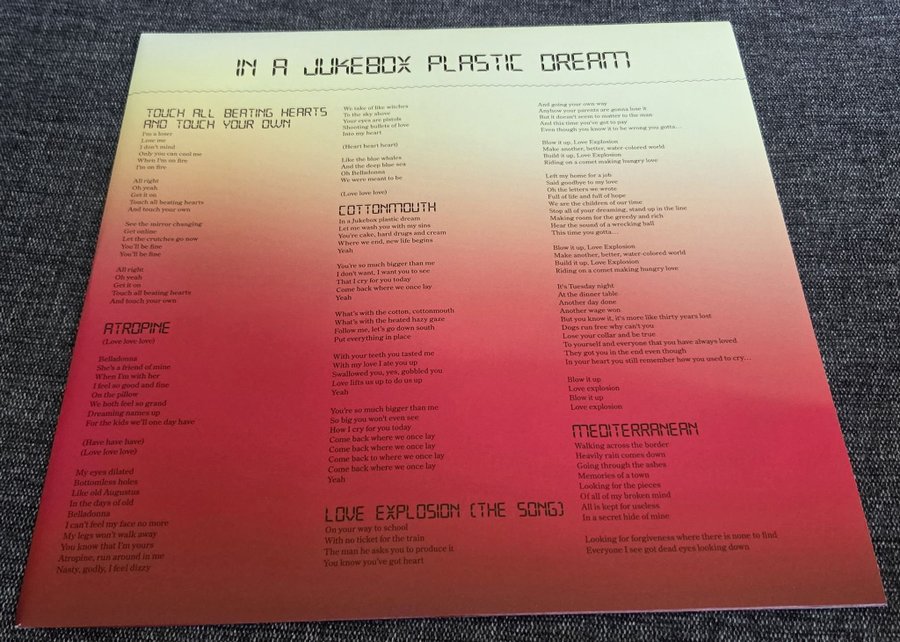 IN A JUKEBOX PLASTIC DREAM
TOUCH ALL BEATING HEARTS
AND TOUCH YOUR OWN
I'm a loser
Love me
I don't mind
Only you can cool me
When I'm on fire
I'm on fire
All right
Oh yeah
Get it on
Touch all beating hearts
And touch your own
See the mirror changing
Get online
Let the crutches go now
You'll be fine
You'll be fine
All right
Oh yeah
Get it on
Touch all beating hearts
And touch your own
ATROPINE
(Love love love)
Belladonna
She's a friend of mine
When I'm with her
I feel so good and fine
On the pillow
We both feel so grand
Dreaming names up
For the kids we'll one day have
(Have have have)
(Love love love)
My eyes dilated
Bottomless holes
Like old Augustus
In the days of old
Belladonna
I can't feel my face no more
My legs won't walk away
You know that I'm yours
Atropine, run around in me
Nasty, godly, I feel dizzy
We take of like witches
To the sky above
Your eyes are pistols
Shooting bullets of love
Into my heart
(Heart heart heart)
Like the blue whales
And the deep blue sea
Oh Belladonna
We were meant to be
(Love love love)
COTTONMOUTH
In a Jukebox plastic dream
Let me wash you with my sins
You're cake, hard drugs and cream
Where we end, new life begins
Yeah
You're so much bigger than me
I don't want, I want you to see
That I cry for you today
Come back where we once lay
Yeah
What's with the cotton, cottonmouth
What's with the heated hazy gaze
Follow me, let's go down south
Put everything in place
With your teeth you tasted me
With my love I ate you up
Swallowed you, yes, gobbled you
Love lifts us up to do us up
Yeah
You're so much bigger than me
So big you won't even see
How I cry for you today
Come back where we once lay
Come back where we once lay
Come back to where we once lay
Come back where we once lay
Yeah
LOVE EXPLOSION (THE SONG)
On your way to school
With no ticket for the train
The man he asks you to produce it
You know you've got heart
And going your own way
Anyhow your parents are gonna lose it
But it doesn't seem to matter to the man
And this time you've got to pay
Even though you know it to be wrong you gotta...
Blow it up, Love Explosion
Make another, better, water-colored world
Build it up, Love Explosion
Riding on a comet making hungry love
Left my home for a job
Said goodbye to my love
Oh the letters we wrote
Full of life and full of hope
We are the children of our time
Stop all of your dreaming, stand up in the line
Making room for the greedy and rich
Hear the sound of a wrecking ball
This time you gotta...
Blow it up, Love Explosion
Make another, better, water-colored world
Build it up, Love Explosion
Riding on a comet making hungry love
It's Tuesday night
At the dinner table
Another day done
Another wage won
But you know it, it's more like thirty years lost
Dogs run free why can't you
Lose your collar and be true
To yourself and everyone that you have always loved
They got you in the end even though
In your heart you still remember how you used to cry...
Blow it up
Love explosion
Blow it up
Love explosion
MEDITERRANEAN
Walking across the border
Heavily rain comes down
Going through the ashes
Memories of a town
Looking for the pieces
Of all of my broken mind
All is kept for useless
In a secret hide of mine
Looking for forgiveness where there is none to find
Everyone I see got dead eyes looking down